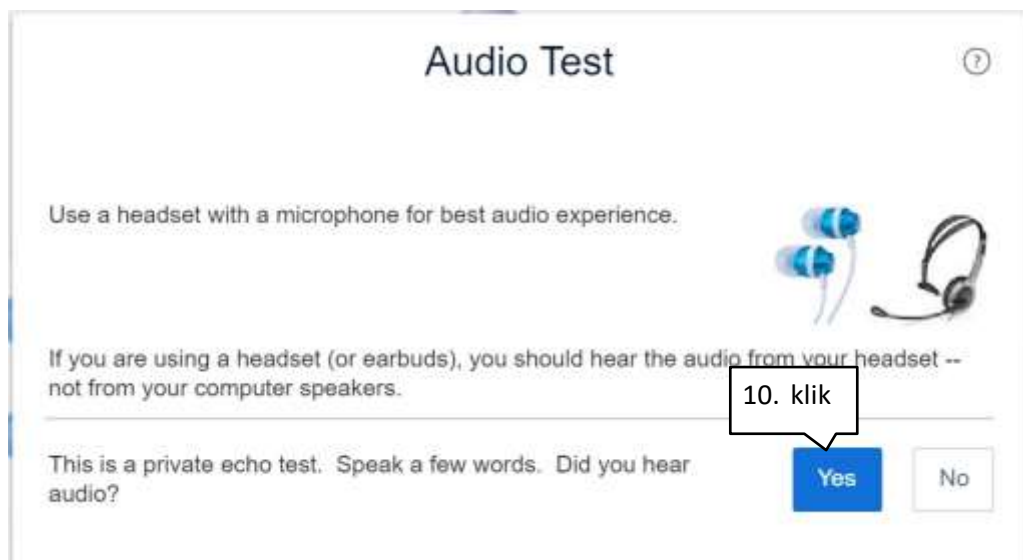 Audio Test
?
Use a headset with a microphone for best audio experience.
If you are using a headset (or earbuds), you should hear the audio from your headset --
not from your computer speakers.
10. klik
This is a private echo test. Speak a few words. Did you hear
audio?
Yes
No